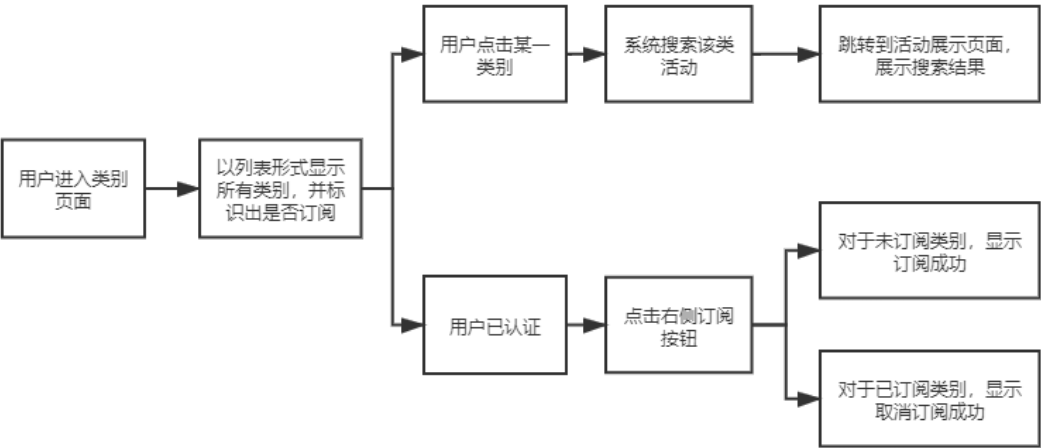 用户点击某一
类别
系统搜索该类
活动
跳转到活动展示页面，
展示搜索结果
用户进入类别
页面
以列表形式显示
所有类别，并标
识出是否订阅
对于未订阅类别，显示
订阅成功
用户已认证
点击右侧订阅
按钮
对于已订阅类别，显示
取消订阅成功